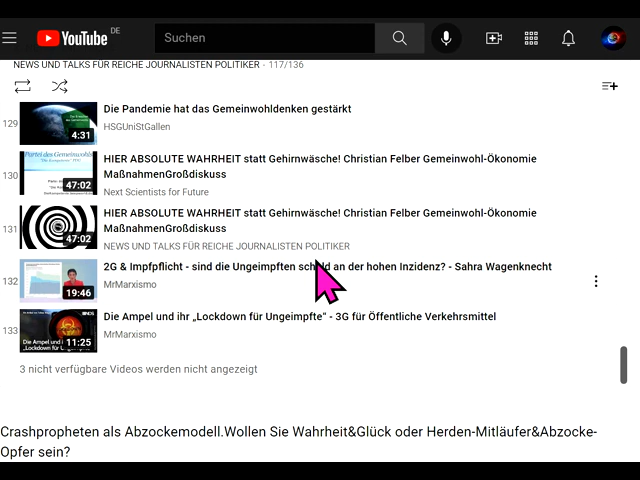 YouTube DE
Suchen
NEWS UND TALKS FÜR REICHE JOURNALISTEN POLITIKER - 117/136
129
4:31
Die Pandemie hat das Gemeinwohldenken gestärkt
HSGUniStGallen
130
47:02
HIER ABSOLUTE WAHRHEIT statt Gehirnwäsche! Christian Felber Gemeinwohl-Ökonomie
MaßnahmenGroßdiskuss
Next Scientists for Future
131
47:02
HIER ABSOLUTE WAHRHEIT statt Gehirnwäsche! Christian Felber Gemeinwohl-Ökonomie
MaßnahmenGroßdiskuss
NEWS UND TALKS FÜR REICHE JOURNALISTEN POLITIKER
132
19:46
2G & Impfpflicht - sind die Ungeimpften schuld an der hohen Inzidenz? - Sahra Wagenknecht
MrMarxismo
133
11:25
Die Ampel und ihr „Lockdown für Ungeimpfte" - 3G für Öffentliche Verkehrsmittel
MrMarxismo
3 nicht verfügbare Videos werden nicht angezeigt
Crashpropheten als Abzockemodell.Wollen Sie Wahrheit&Glück oder Herden-Mitläufer&Abzocke-
Opfer sein?